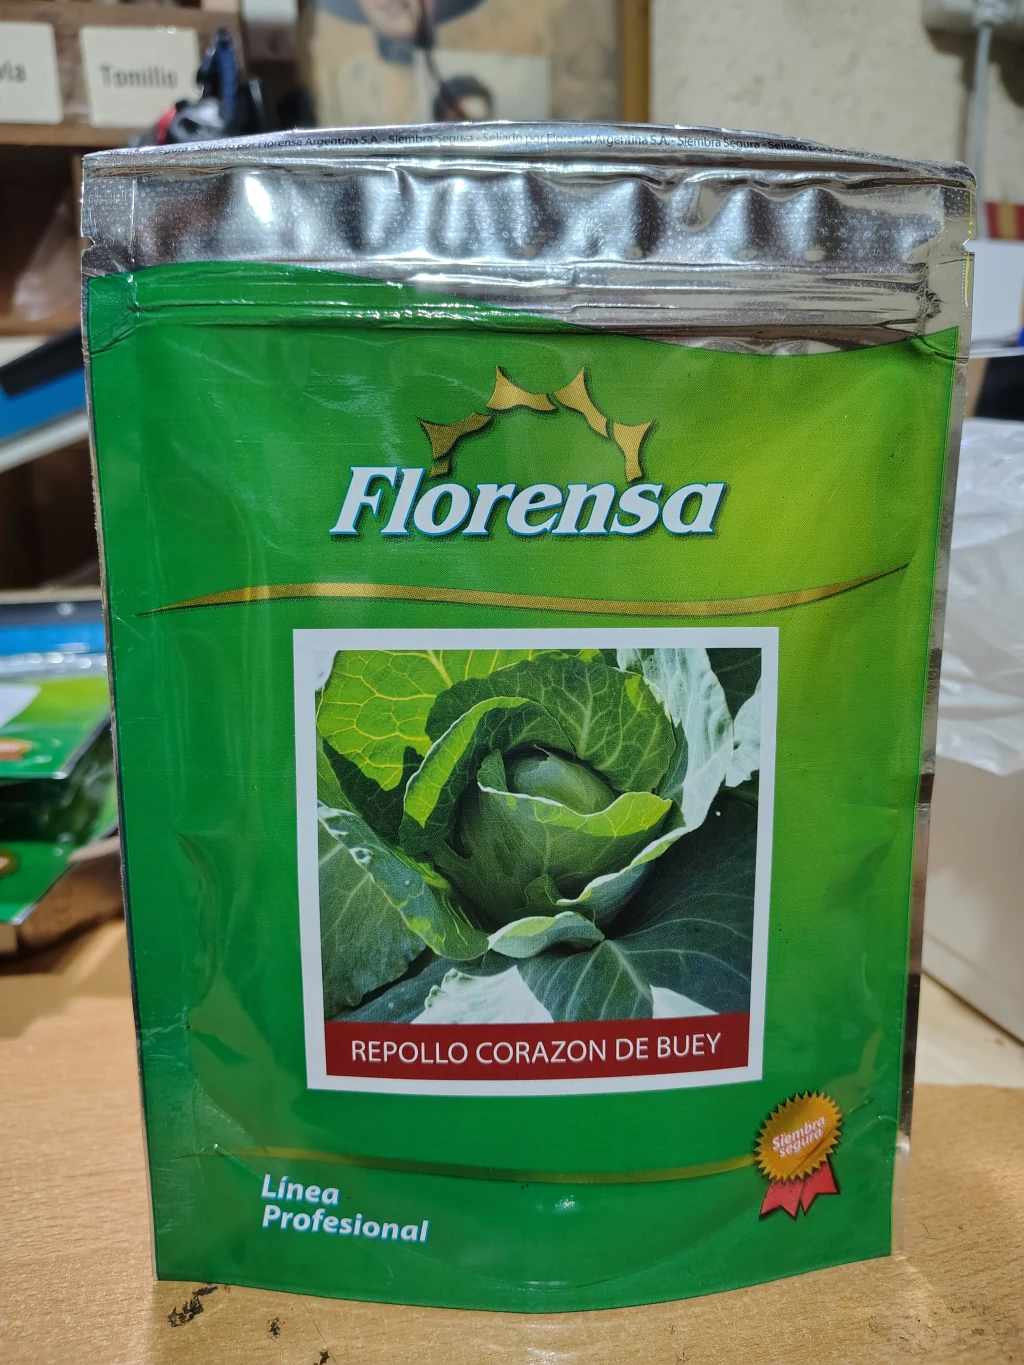 Tomillo
Sellado por Florensa Argentina S.A. - Siembra Segura - Sellado por Florensa Argentina S.A. - Siembra Segura - Sellado por
Florensa
REPOLLO CORAZON DE BUEY
Siembra
segura
Línea
Profesional